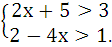 2x + 5 > 3
2 − 4x > 1.